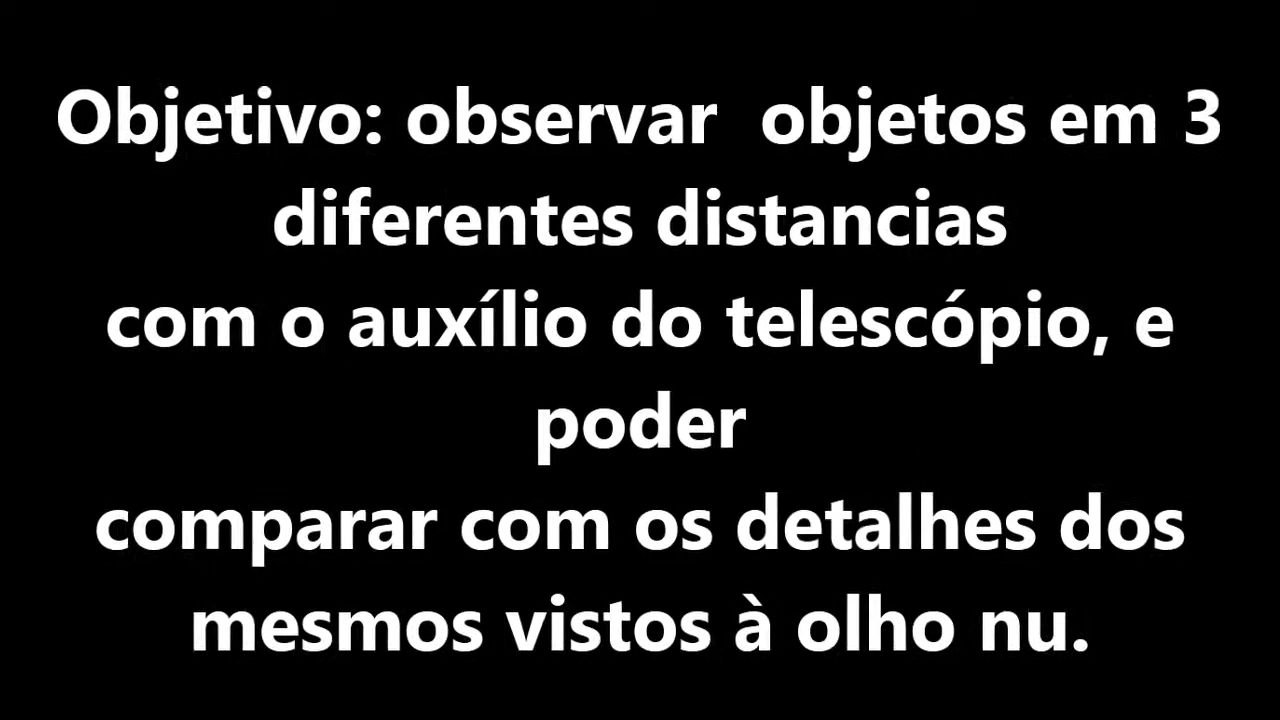 Objetivo: observar  objetos em 3
diferentes distancias
com o auxílio do telescópio, e
poder
comparar com os detalhes dos
mesmos vistos à olho nu.